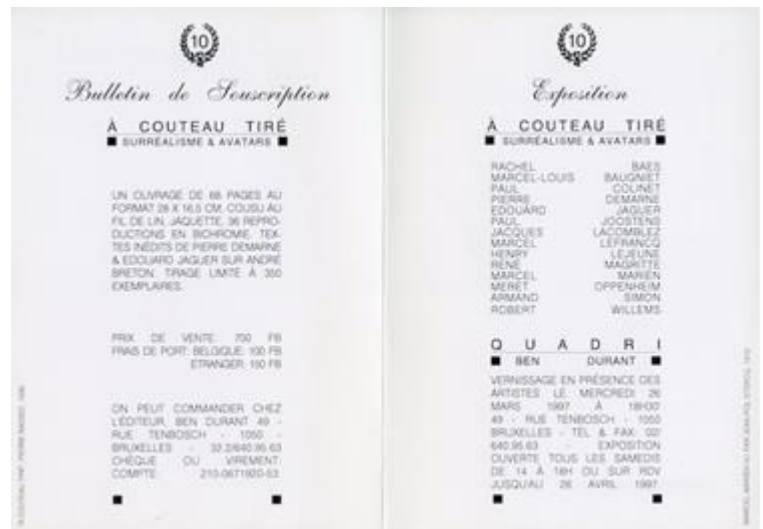 10
Bulletin de Souscription
À COUTEAU TIRÉ
SURRÉALISME & AVATARS
UN OUVRAGE DE 68 PAGES AU
FORMAT 28 X 16,5 CM, COUSU AU
FIL DE LIN, JAQUETTE, 36 REPRO-
DUCTIONS EN BICHROMIE. TEX-
TES INÉDITS DE PIERRE DEMARNE
& EDOUARD JAGUER SUR ANDRÉ
BRETON. TIRAGE LIMITÉ À 350
EXEMPLAIRES.
PRIX DE VENTE: 700 FB
FRAIS DE PORT: BELGIQUE: 100 FB
ETRANGER: 150 FB
ON PEUT COMMANDER CHEZ
L'ÉDITEUR, BEN DURANT 49 -
RUE TENBOSCH - 1050 -
BRUXELLES - 32.2/640.95.63
CHÈQUE OU VIREMENT:
COMPTE: 210-0671920-53.
10
Exposition
À COUTEAU TIRÉ
SURRÉALISME & AVATARS
RACHEL BAES
MARCEL-LOUIS BAUGNIET
PAUL COLINET
PIERRE DEMARNE
EDOUARD JAGUER
PAUL JOOSTENS
JACQUES LACOMBLEZ
MARCEL LEFRANCQ
HENRY LEJEUNE
RENÉ MAGRITTE
MARCEL MARIËN
MERET OPPENHEIM
ARMAND SIMON
ROBERT WILLEMS
QUADRI
BEN DURANT
VERNISSAGE EN PRÉSENCE DES
ARTISTES LE MERCREDI 26
MARS 1997 À 18H00
49 - RUE TENBOSCH - 1050
BRUXELLES - TEL & FAX: 02/
640.95.63 - EXPOSITION
OUVERTE TOUS LES SAMEDIS
DE 14 À 18H OU SUR RDV
JUSQU'AU 26 AVRIL 1997.